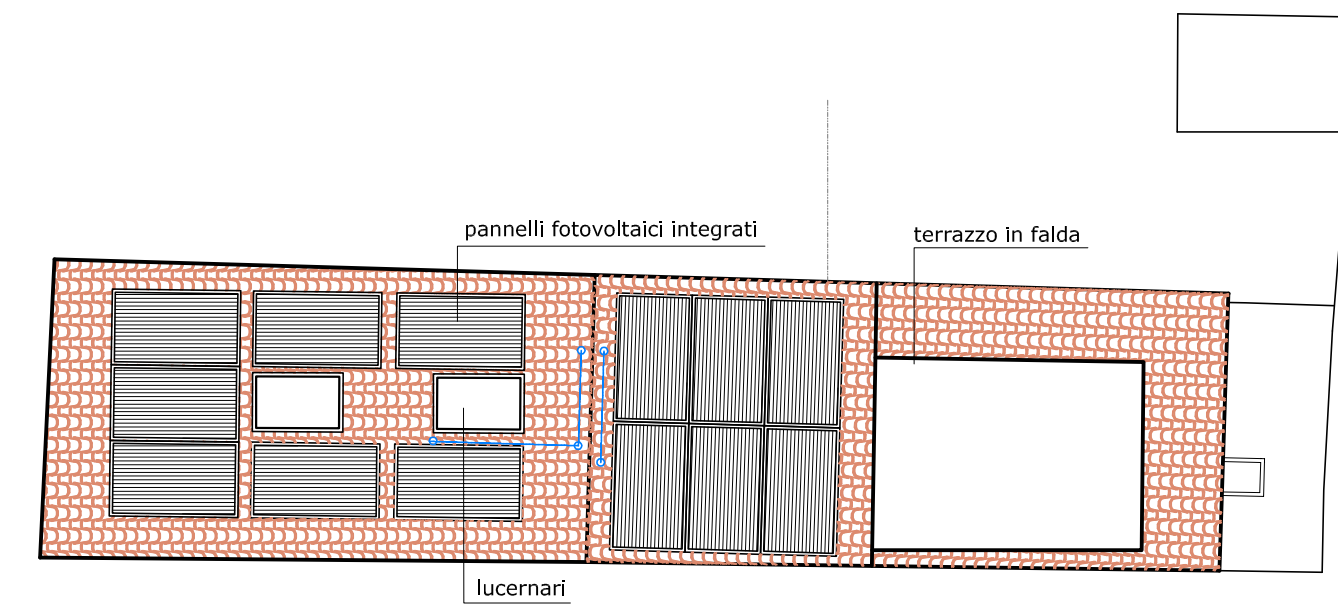 pannelli fotovoltaici integrati
terrazzo in falda
lucernari